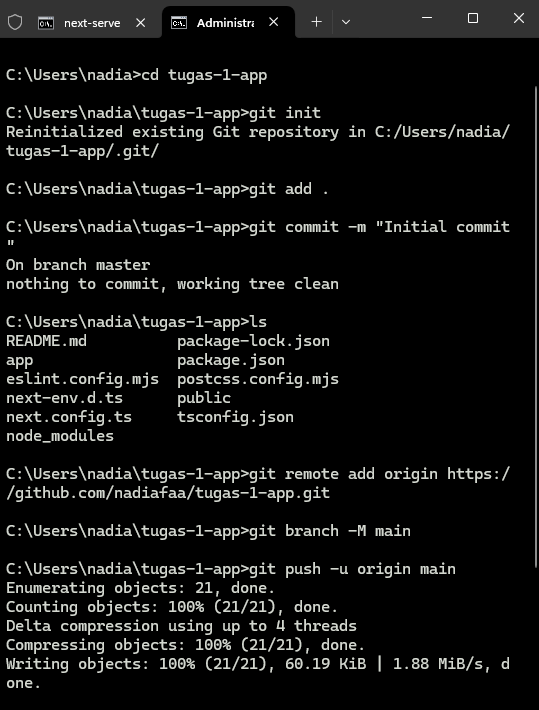 next-serve
Administra
C:\Users\nadia>cd tugas-1-app
C:\Users\nadia\tugas-1-app>git init
Reinitialized existing Git repository in C:/Users/nadia/
tugas-1-app/.git/
C:\Users\nadia\tugas-1-app>git add .
C:\Users\nadia\tugas-1-app>git commit -m "Initial commit
"
On branch master
nothing to commit, working tree clean
C:\Users\nadia\tugas-1-app>ls
README.md          package-lock.json
app                package.json
eslint.config.mjs  postcss.config.mjs
next-env.d.ts      public
next.config.ts     tsconfig.json
node_modules
C:\Users\nadia\tugas-1-app>git remote add origin https:/
/github.com/nadiafaa/tugas-1-app.git
C:\Users\nadia\tugas-1-app>git branch -M main
C:\Users\nadia\tugas-1-app>git push -u origin main
Enumerating objects: 21, done.
Counting objects: 100% (21/21), done.
Delta compression using up to 4 threads
Compressing objects: 100% (21/21), done.
Writing objects: 100% (21/21), 60.19 KiB | 1.88 MiB/s, d
one.